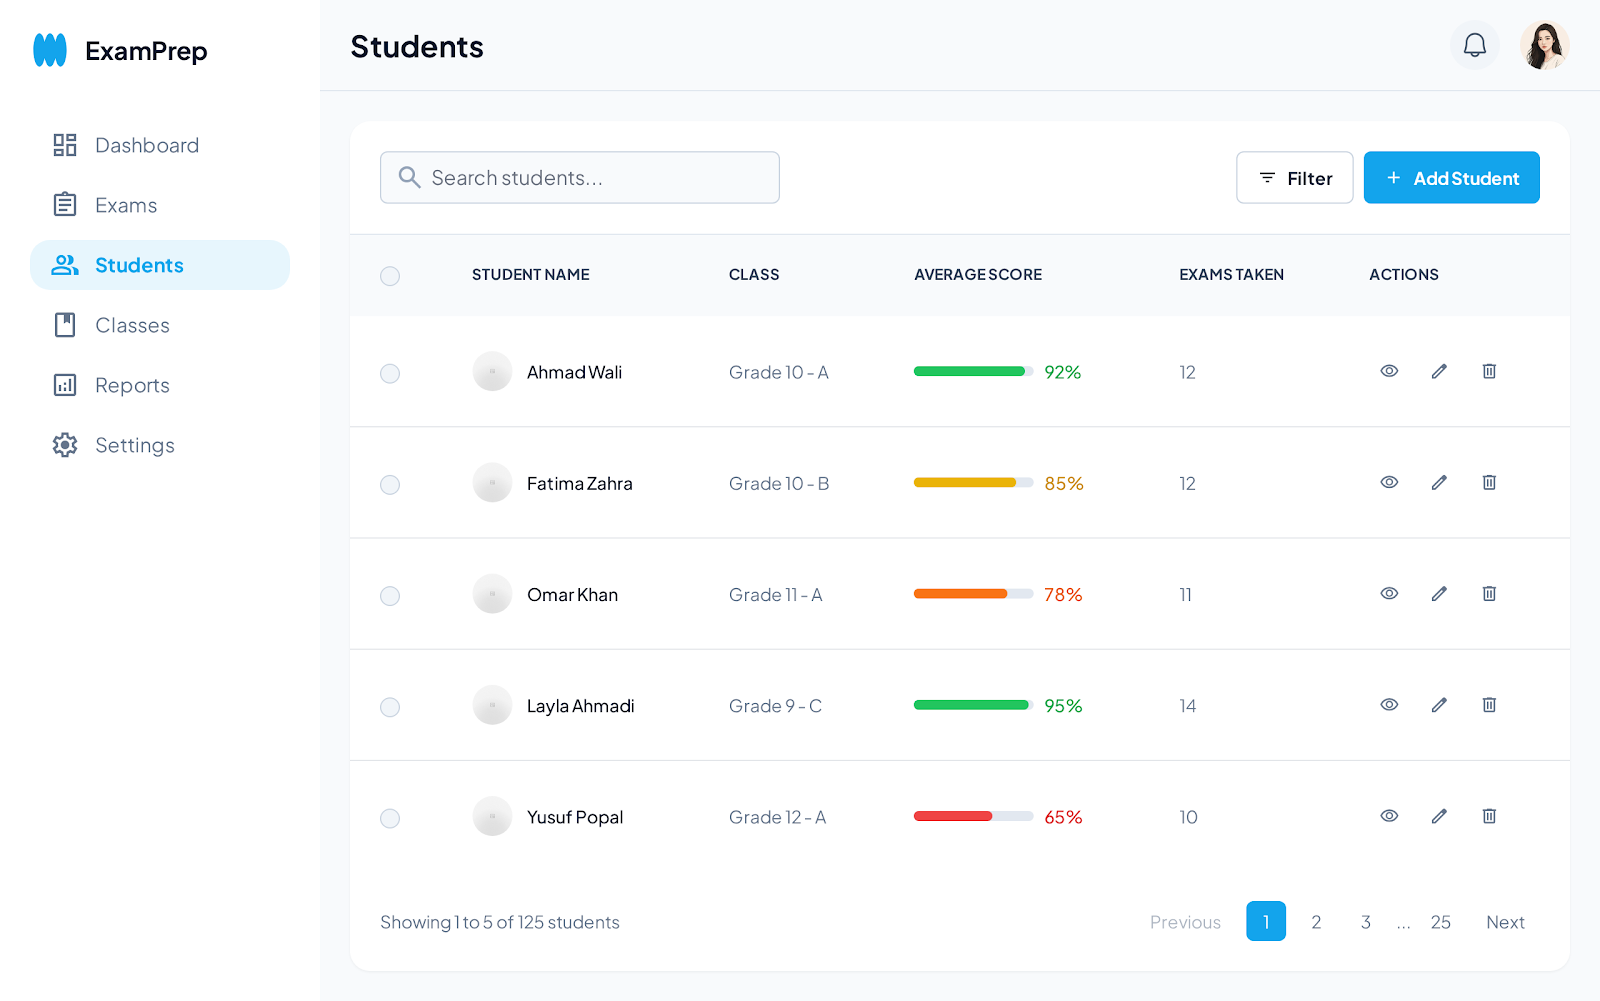 ExamPrep
Students
Dashboard
Exams
Students
Classes
Reports
Settings
Search students...
Filter
+ Add Student
STUDENT NAME CLASS AVERAGE SCORE EXAMS TAKEN ACTIONS
Ahmad Wali Grade 10 - A 92% 12
Fatima Zahra Grade 10 - B 85% 12
Omar Khan Grade 11 - A 78% 11
Layla Ahmadi Grade 9 - C 95% 14
Yusuf Popal Grade 12 - A 65% 10
Showing 1 to 5 of 125 students
Previous 1 2 3 ... 25 Next